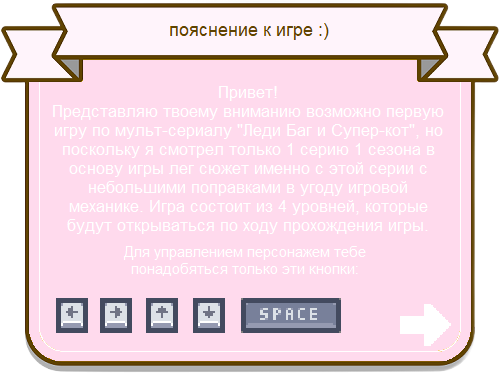 пояснение к игре :)
Привет!
Представляю твоему вниманию возможно первую
игру по мульт-сериалу "Леди Баг и Супер-кот", но
поскольку я смотрел только 1 серию 1 сезона в
основу игры лег сюжет именно с этой серии с
небольшими поправками в угоду игровой
механике. Игра состоит из 4 уровней, которые
будут открываться по ходу прохождения игры.
Для управлением персонажем тебе
понадобяться только эти кнопки:
SPACE